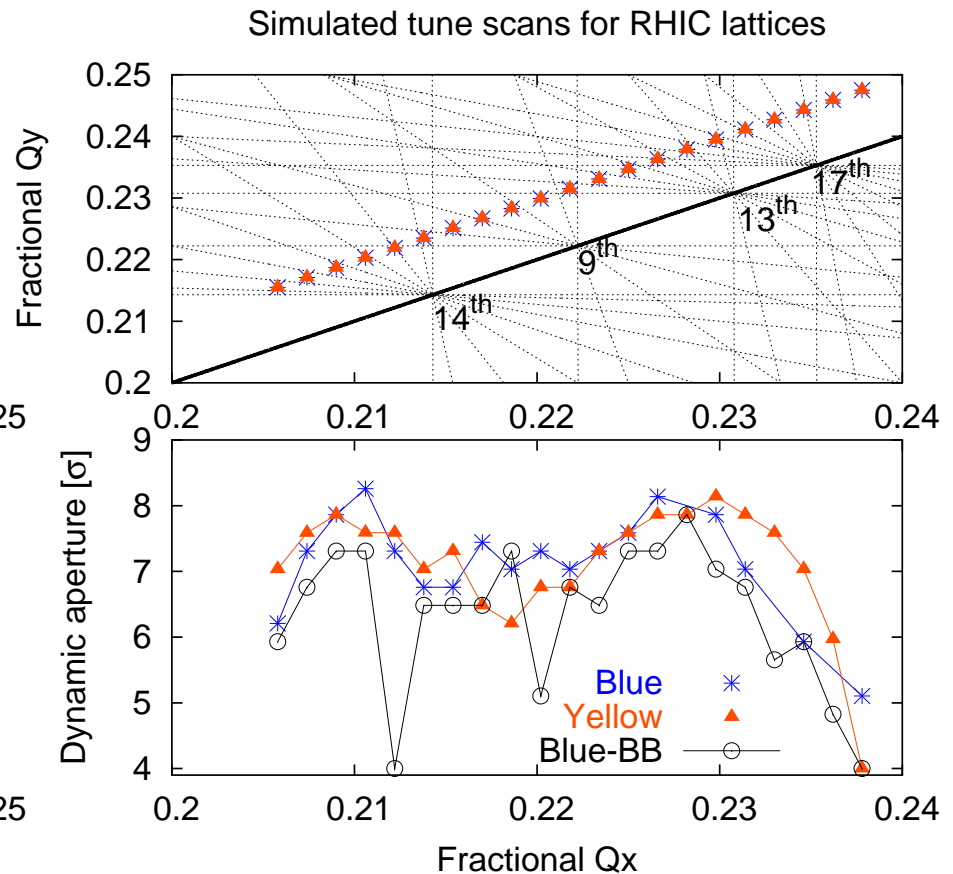 Simulated tune scans for RHIC lattices
0.25
0.24
0.23
0.22
0.21
0.2
Fractional Qy
17th
13th
9th
14th
25
0.2 0.21 0.22 0.23 0.24
9
8
7
6
5
4
Dynamic aperture [σ]
Blue
Yellow
Blue-BB
25
0.2 0.21 0.22 0.23 0.24
Fractional Qx